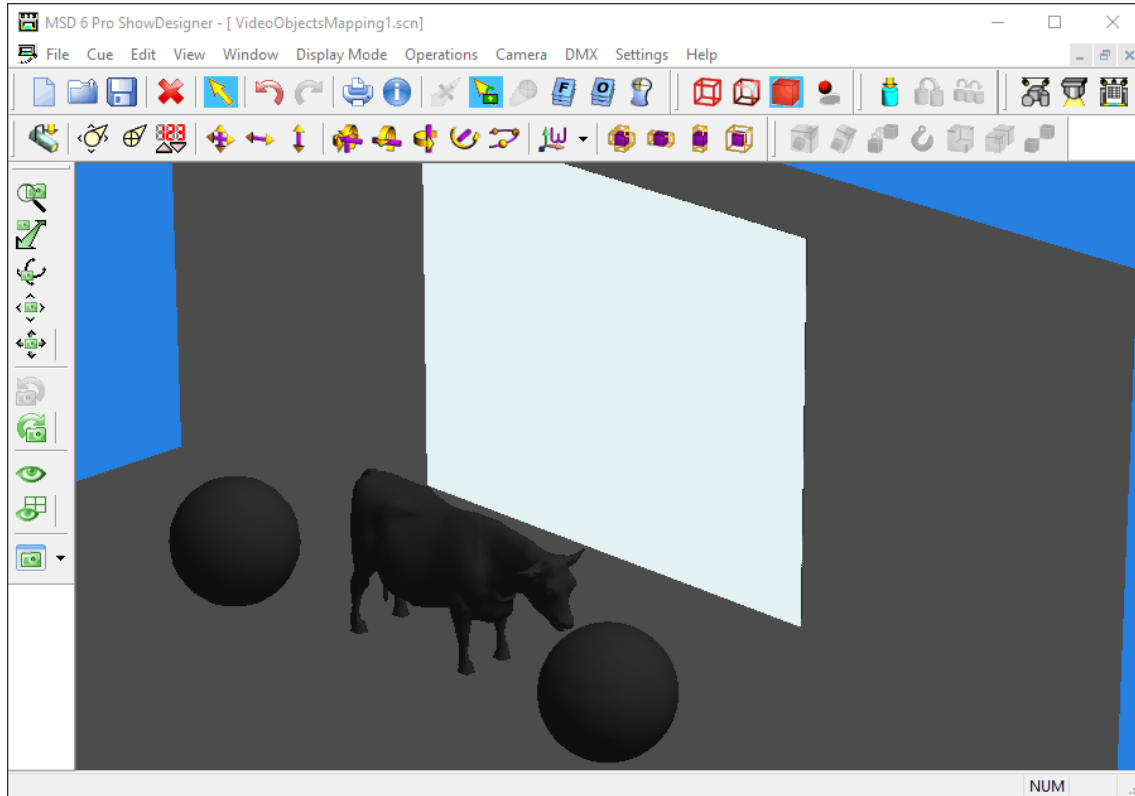 MSD 6 Pro ShowDesigner - [ VideoObjectsMapping1.scn]
File Cue Edit View Window Display Mode Operations Camera DMX Settings Help
F O
NUM